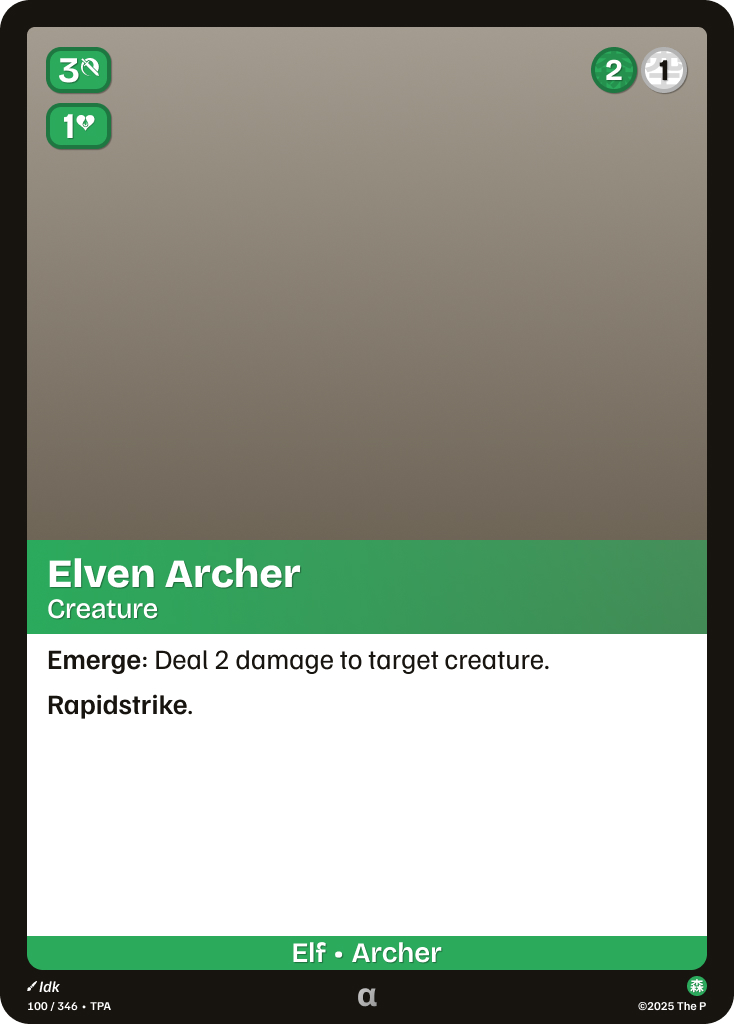 3
2 1
1
Elven Archer
Creature
Emerge: Deal 2 damage to target creature.
Rapidstrike.
Elf • Archer
Idk
森
100 / 346 • TPA
α
©2025 The P